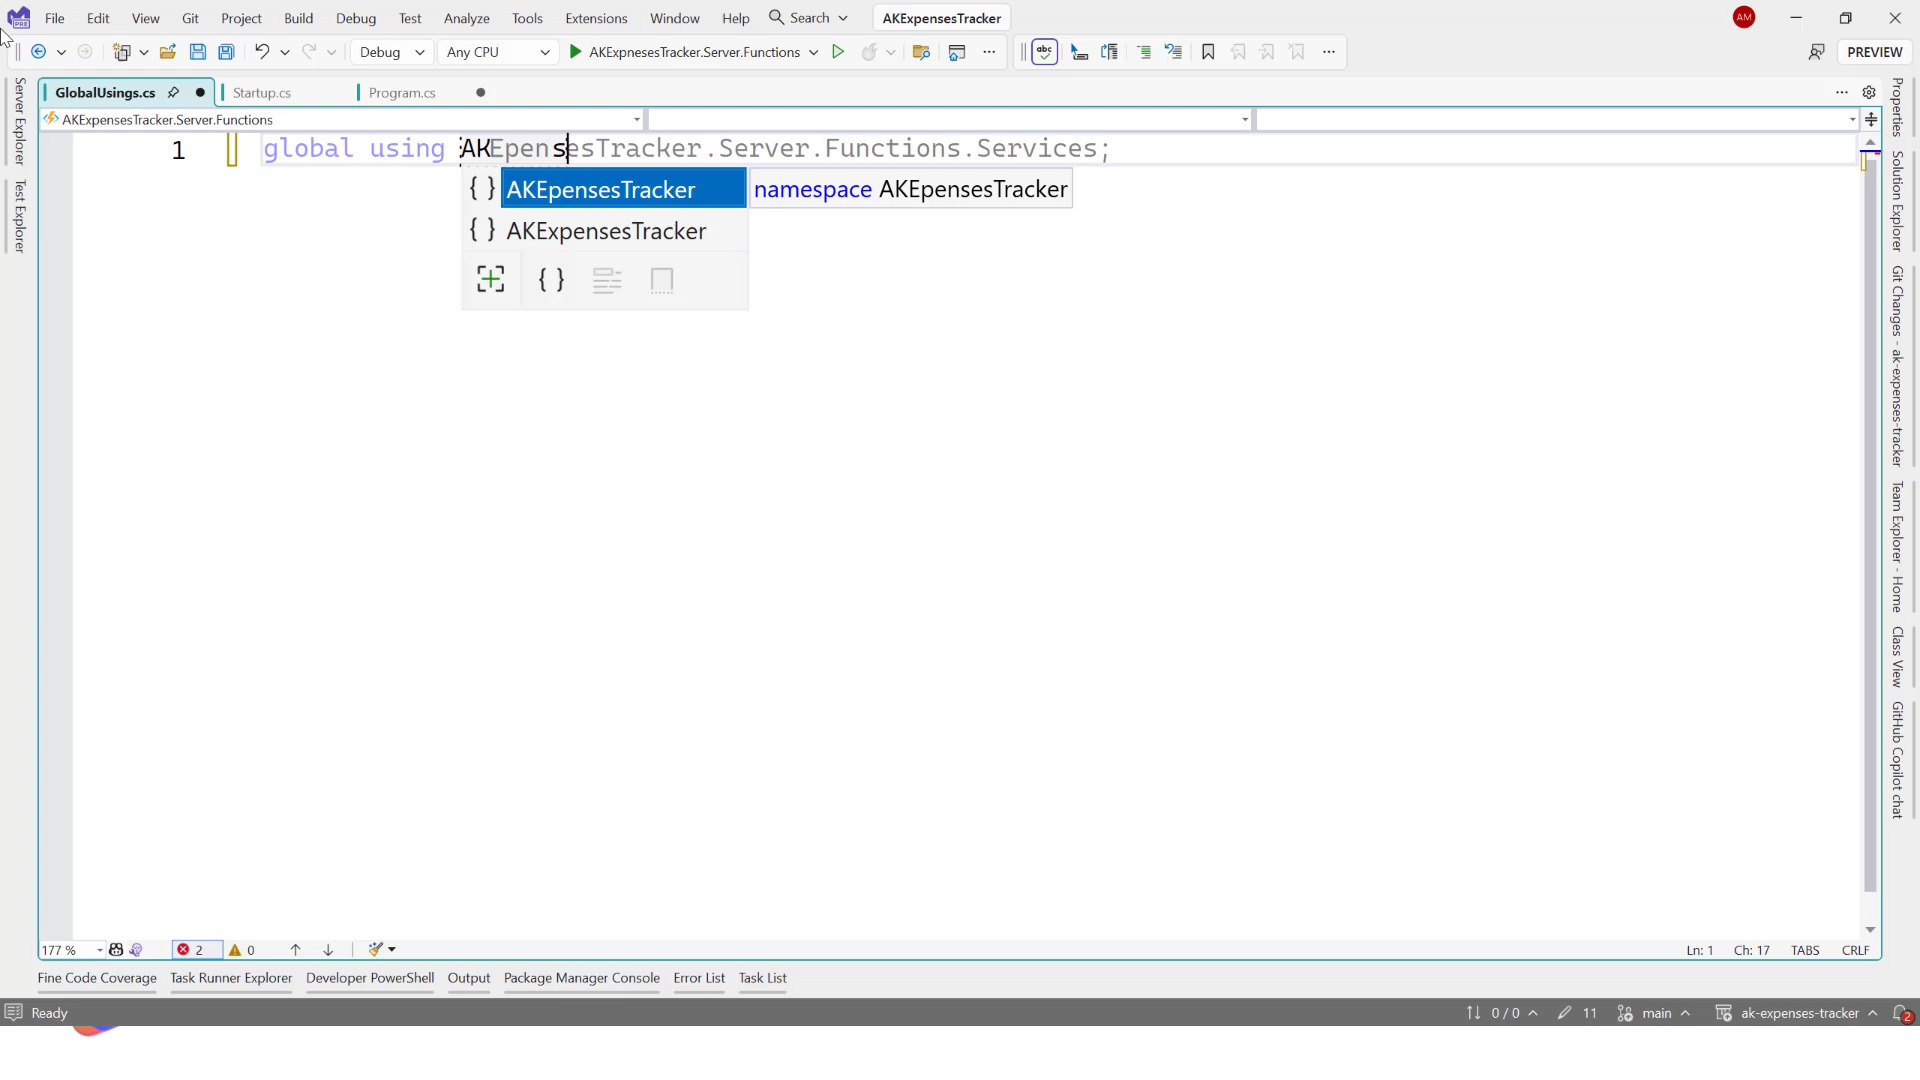 File Edit View Git Project Build Debug Test Analyze Tools Extensions Window Help Search AKExpensesTracker AM
Debug Any CPU AKExpnesesTracker.Server.Functions abc PREVIEW
GlobalUsings.cs Startup.cs Program.cs
AKExpensesTracker.Server.Functions
1 global using AKEpensesTracker.Server.Functions.Services;
{ } AKEpensesTracker namespace AKEpensesTracker
{ } AKExpensesTracker
{ }
Server Explorer
Test Explorer
Properties
Solution Explorer
Git Changes - ak-expenses-tracker
Team Explorer - Home
Class View
GitHub Copilot chat
177 % 2 0 Ln: 1 Ch: 17 TABS CRLF
Fine Code Coverage Task Runner Explorer Developer PowerShell Output Package Manager Console Error List Task List
Ready 0 / 0 11 main ak-expenses-tracker 2